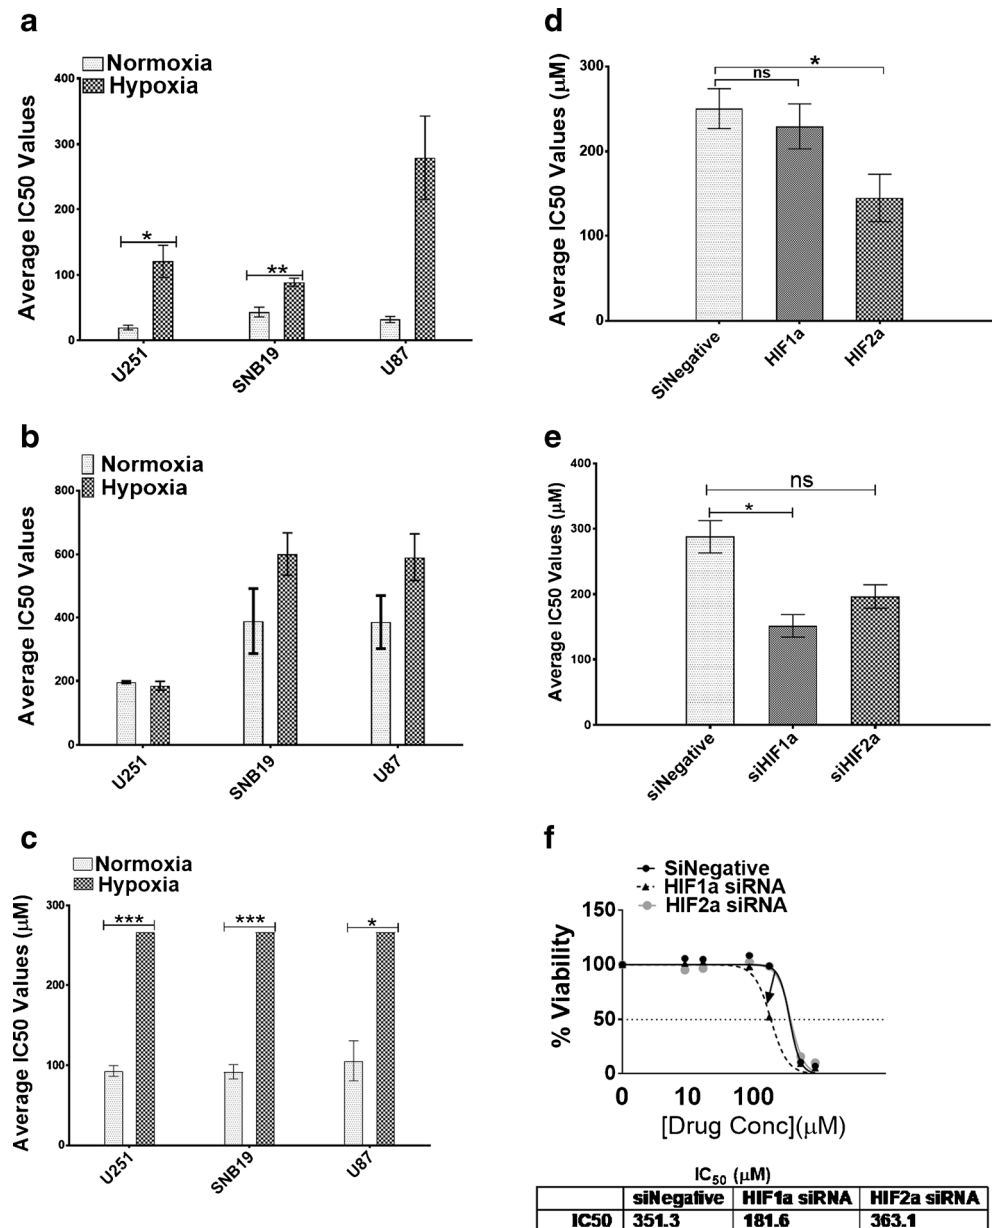 a
Normoxia
Hypoxia
Average IC50 Values
400
300
200
100
0
*
**
U251
SNB19
U87
b
Normoxia
Hypoxia
Average IC50 Values
800
600
400
200
0
U251
SNB19
U87
c
Normoxia
Hypoxia
Average IC50 Values (µM)
300
200
100
0
***
***
*
U251
SNB19
U87
d
Average IC50 Values (µM)
300
200
100
0
*
ns
SiNegative
HIF1a
HIF2a
e
Average IC50 Values (µM)
400
300
200
100
0
ns
*
siNegative
siHIF1a
siHIF2a
f
SiNegative
HIF1a siRNA
HIF2a siRNA
% Viability
150
100
50
0
0 10 100
[Drug Conc](µM)
IC50 (µM)
siNegative HIF1a siRNA HIF2a siRNA
IC50 351.3 181.6 363.1